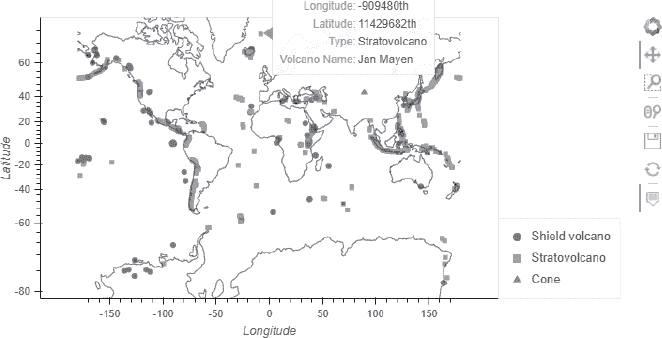 Longitude: -909480th
Latitude: 11429682th
Type: Stratovolcano
Volcano Name: Jan Mayen
60
40
20
0
-20
-40
-60
-80
Latitude
-150 -100 -50 0 50 100 150
Longitude
Shield volcano
Stratovolcano
Cone